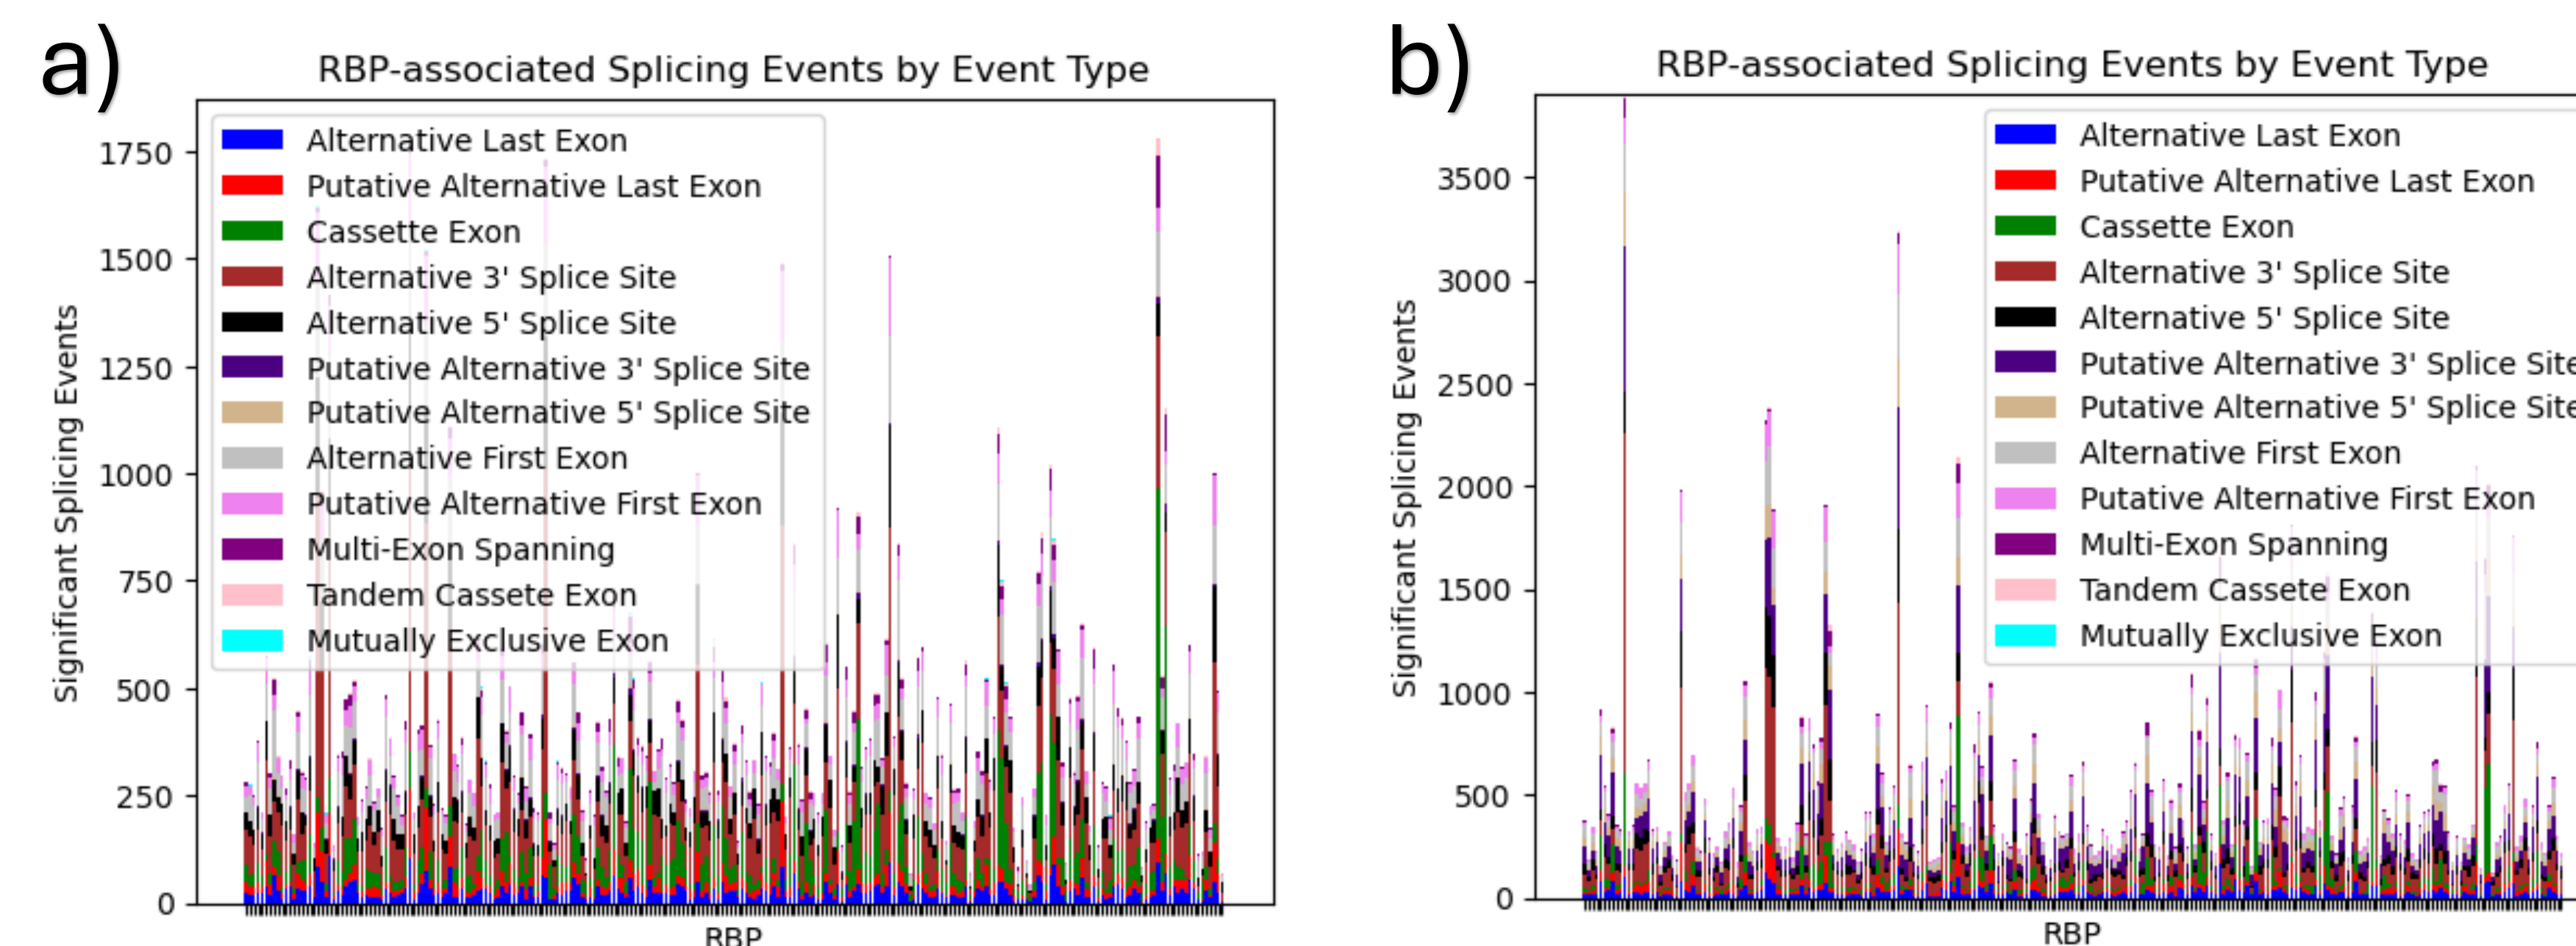 a)
RBP-associated Splicing Events by Event Type
Significant Splicing Events
1750
1500
1250
1000
750
500
250
0
Alternative Last Exon
Putative Alternative Last Exon
Cassette Exon
Alternative 3' Splice Site
Alternative 5' Splice Site
Putative Alternative 3' Splice Site
Putative Alternative 5' Splice Site
Alternative First Exon
Putative Alternative First Exon
Multi-Exon Spanning
Tandem Cassete Exon
Mutually Exclusive Exon
RBP
b)
RBP-associated Splicing Events by Event Type
Significant Splicing Events
3500
3000
2500
2000
1500
1000
500
0
Alternative Last Exon
Putative Alternative Last Exon
Cassette Exon
Alternative 3' Splice Site
Alternative 5' Splice Site
Putative Alternative 3' Splice Site
Putative Alternative 5' Splice Site
Alternative First Exon
Putative Alternative First Exon
Multi-Exon Spanning
Tandem Cassete Exon
Mutually Exclusive Exon
RBP